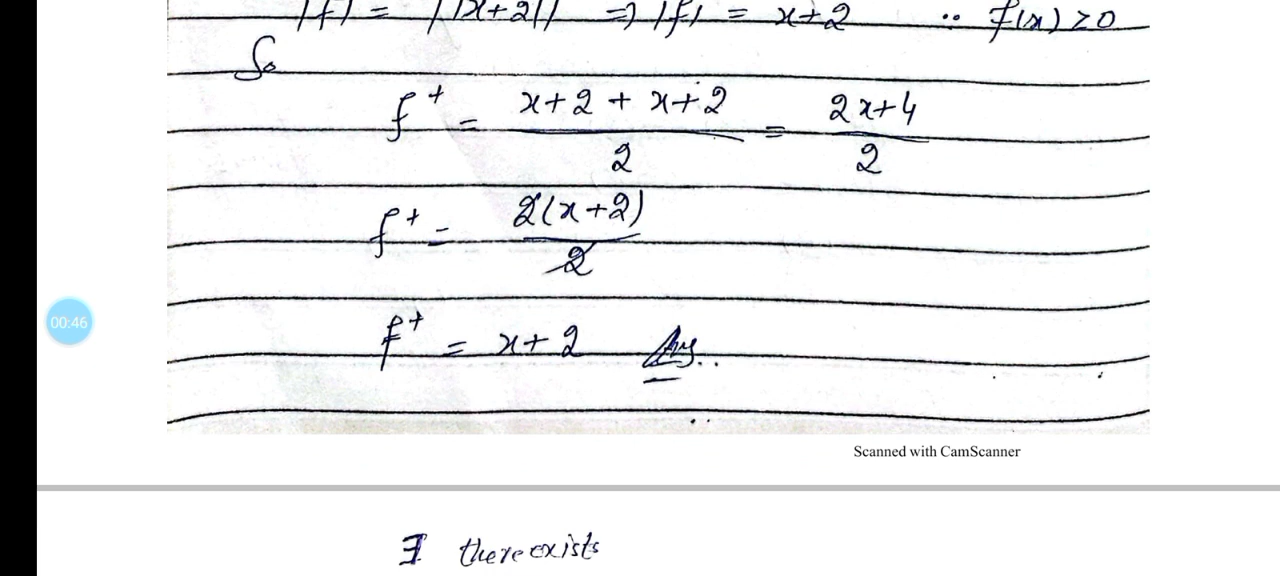 |f| = ||x+2|| ⇒ |f| = x+2 ∵ f(x) ≥ 0
So
f⁺ = x+2 + x+2 / 2 = 2x+4 / 2
f⁺ = 2(x+2) / 2
00:46
f⁺ = x+2 Ans..
Scanned with CamScanner
∃ there exists